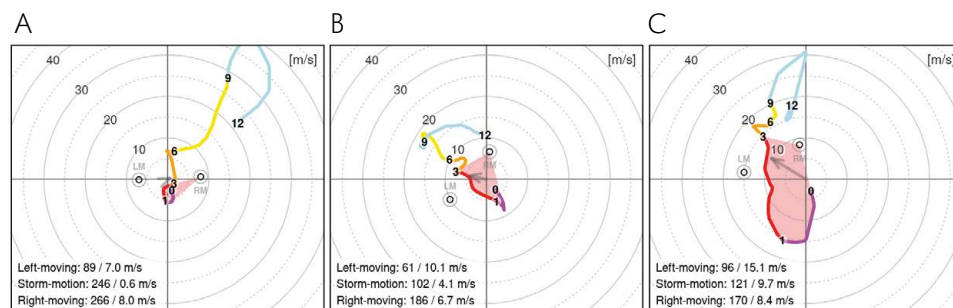 A
B
C
40
[m/s]
30
20
10
9
12
6
3
0
1
LM
RM
Left-moving: 89 / 7.0 m/s
Storm-motion: 246 / 0.6 m/s
Right-moving: 266 / 8.0 m/s
40
[m/s]
30
20
10
12
9
6
3
0
1
LM
RM
Left-moving: 61 / 10.1 m/s
Storm-motion: 102 / 4.1 m/s
Right-moving: 186 / 6.7 m/s
40
[m/s]
30
20
10
9
12
6
3
0
1
LM
RM
Left-moving: 96 / 15.1 m/s
Storm-motion: 121 / 9.7 m/s
Right-moving: 170 / 8.4 m/s